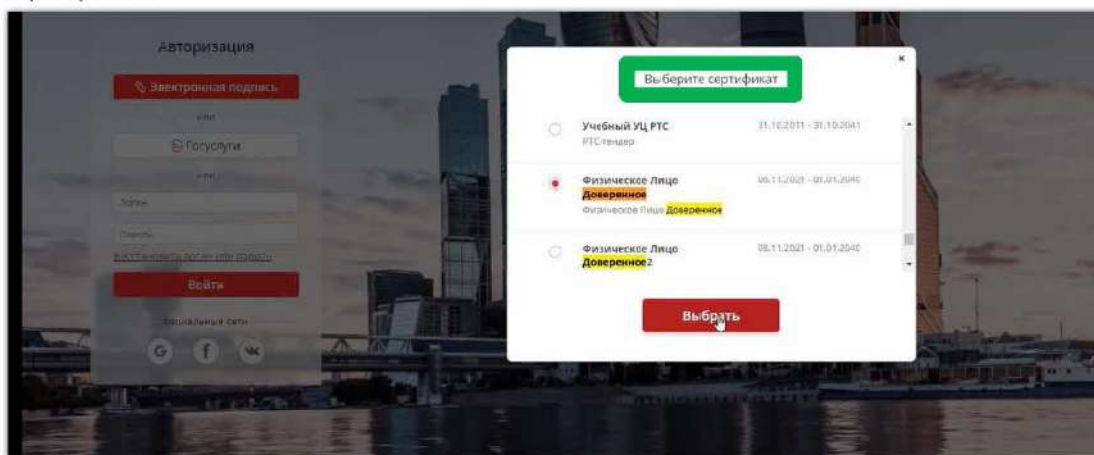 Авторизация
Электронная подпись
или
Госуслуги
или
Логин
Пароль
Восстановить логин или пароль
Войти
Социальные сети
Выберите сертификат
Учебный УЦ РТС
31.10.2011 - 31.10.2041
РТС-тендер
Физическое Лицо
Доверенное
08.11.2021 - 01.01.2040
Физическое Лицо Доверенное
Физическое Лицо
Доверенное2
08.11.2021 - 01.01.2040
Выбрать